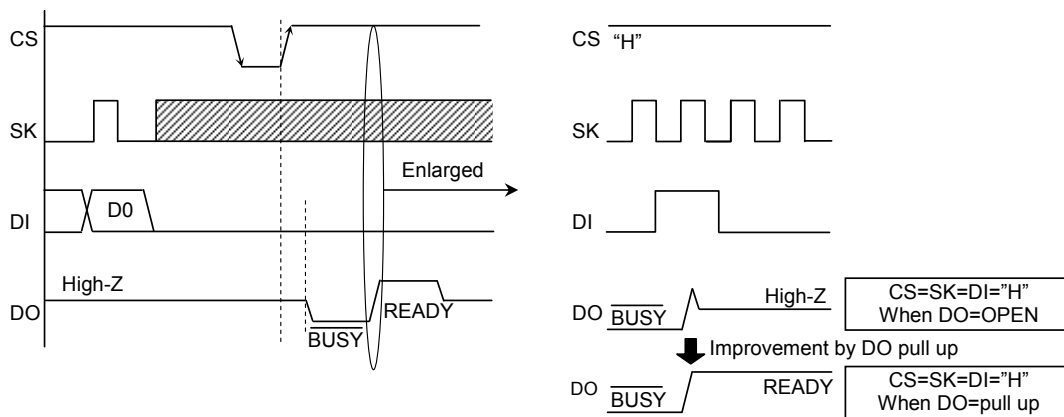 CS
SK
DI
D0
Enlarged
High-Z
DO
BUSY
READY
CS "H"
SK
DI
DO
BUSY
High-Z
CS=SK=DI="H"
When DO=OPEN
Improvement by DO pull up
DO
BUSY
READY
CS=SK=DI="H"
When DO=pull up